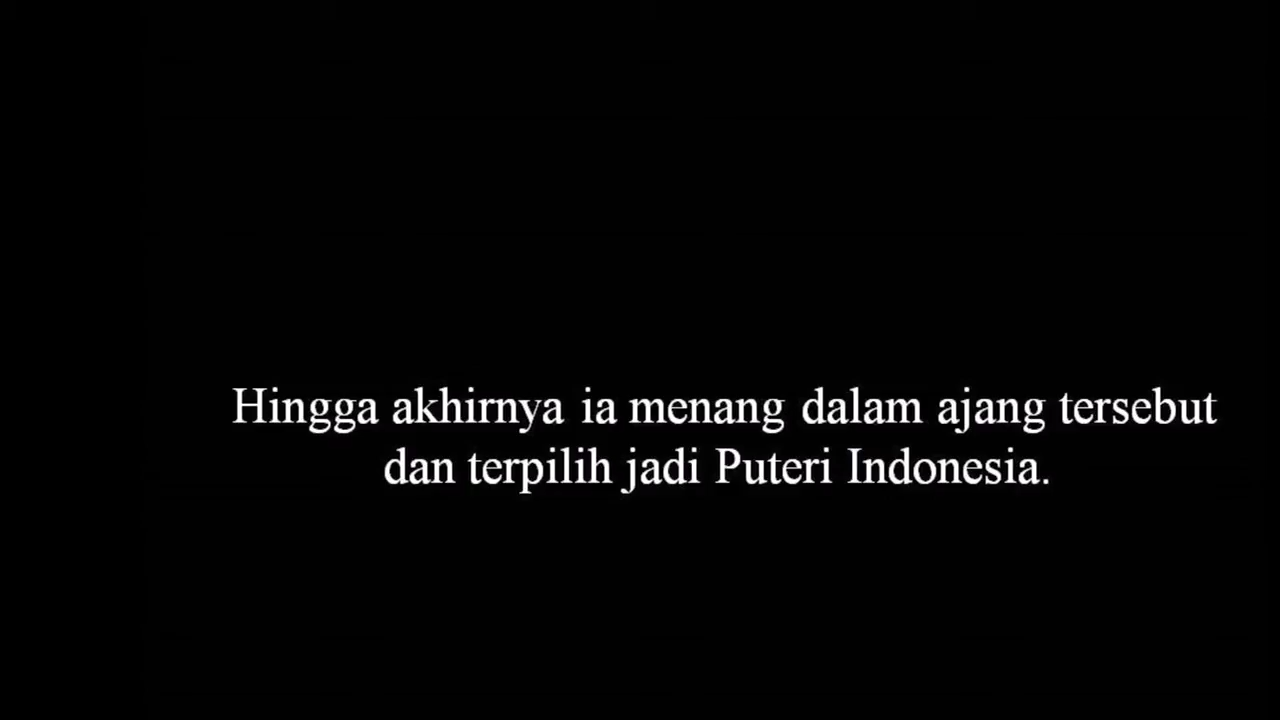 Hingga akhirnya ia menang dalam ajang tersebut
dan terpilih jadi Puteri Indonesia.